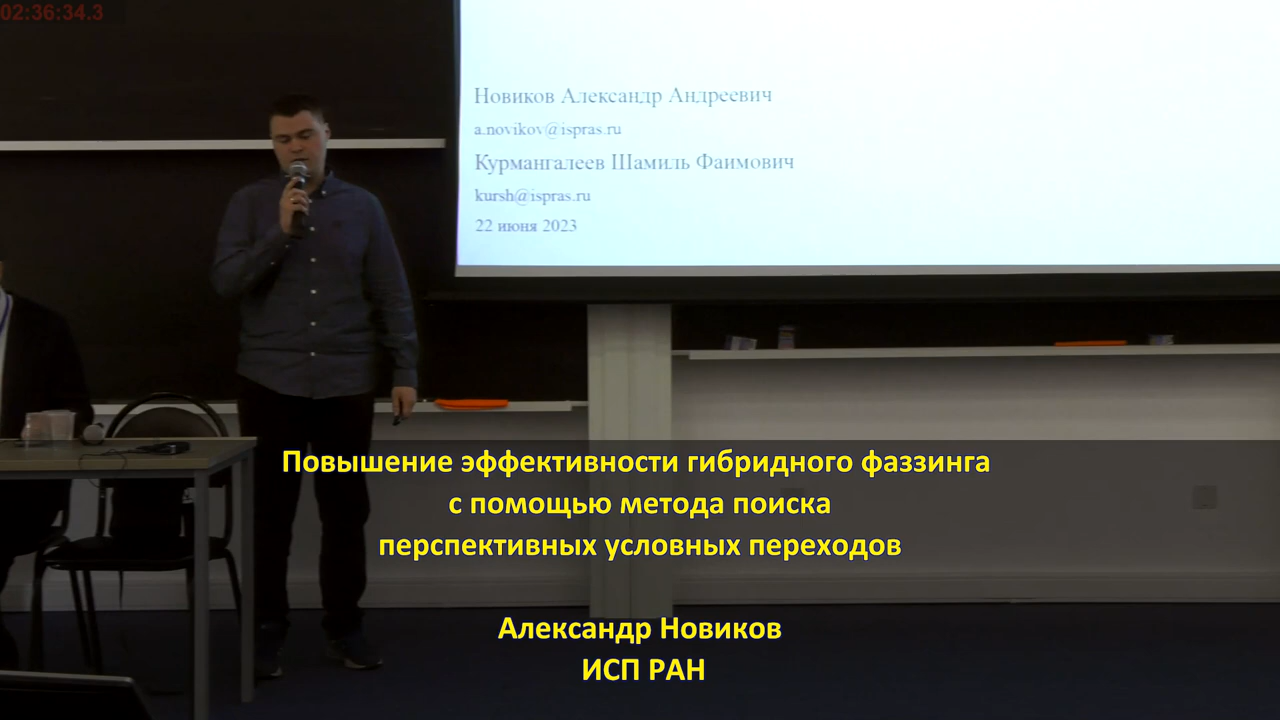 02:36:34.3
Новиков Александр Андреевич
a.novikov@ispras.ru
Курмангалеев Шамиль Фаимович
kursh@ispras.ru
22 июня 2023
Повышение эффективности гибридного фаззинга
с помощью метода поиска
перспективных условных переходов
Александр Новиков
ИСП РАН